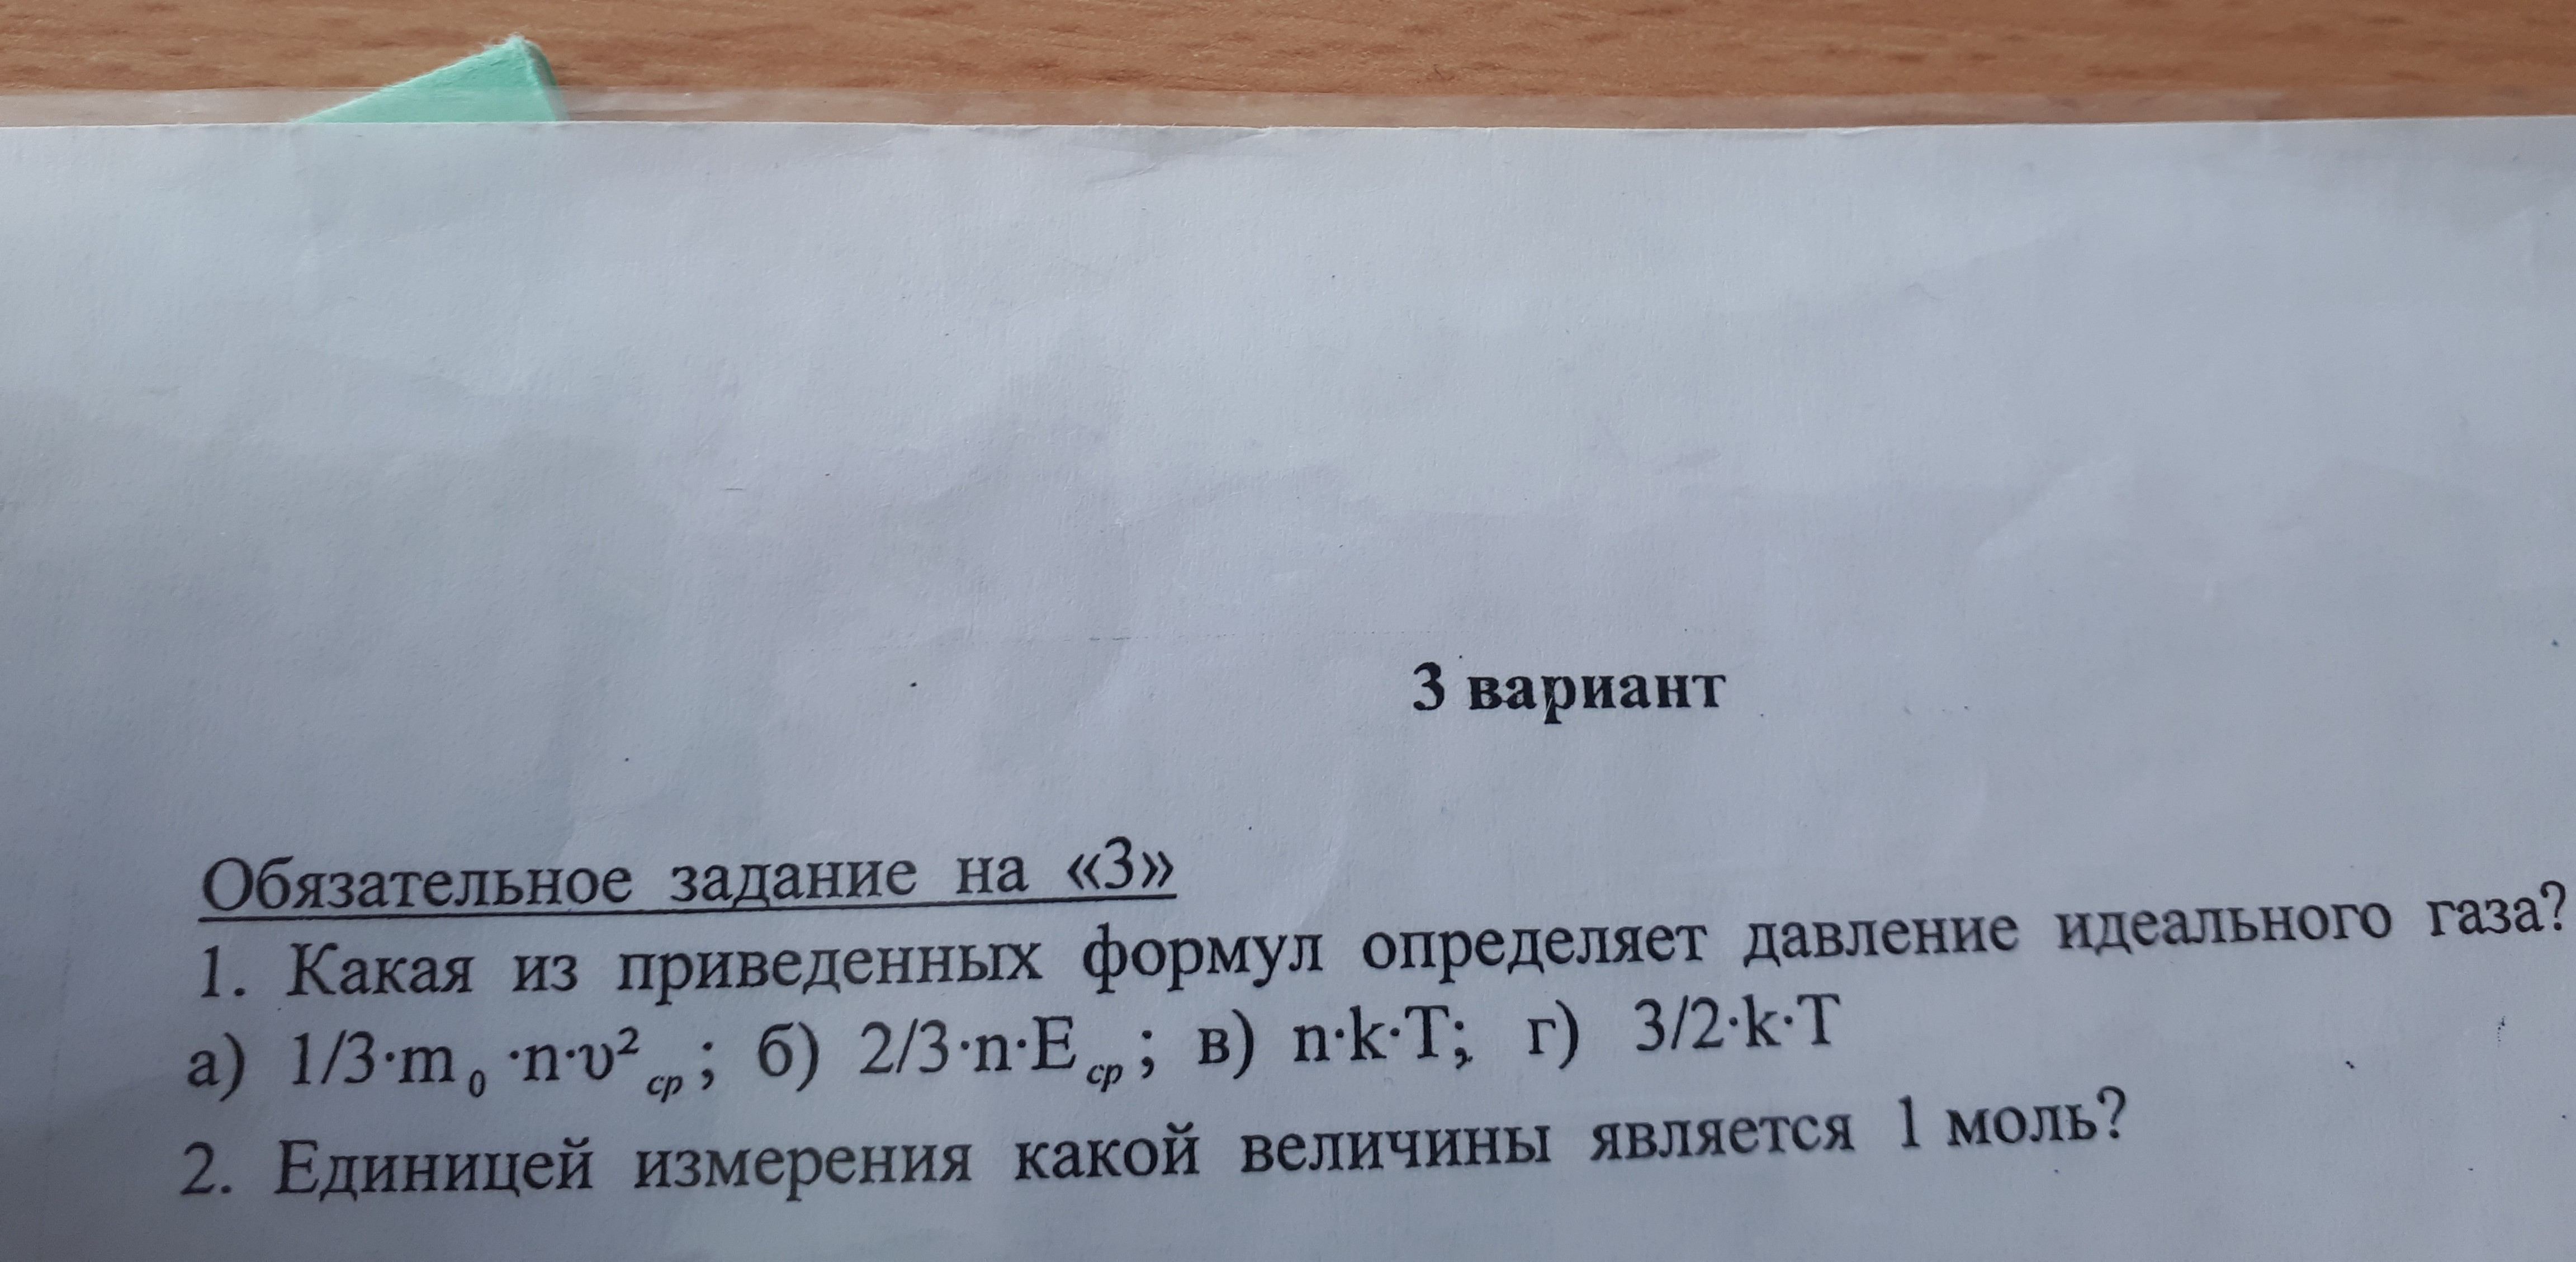 3 вариант
Обязательное задание на «3»
1. Какая из приведенных формул определяет давление идеального газа?
а) 1/3·m₀ ·n·υ²ср; б) 2/3·n·Eср; в) n·k·T; г) 3/2·k·T
2. Единицей измерения какой величины является 1 моль?